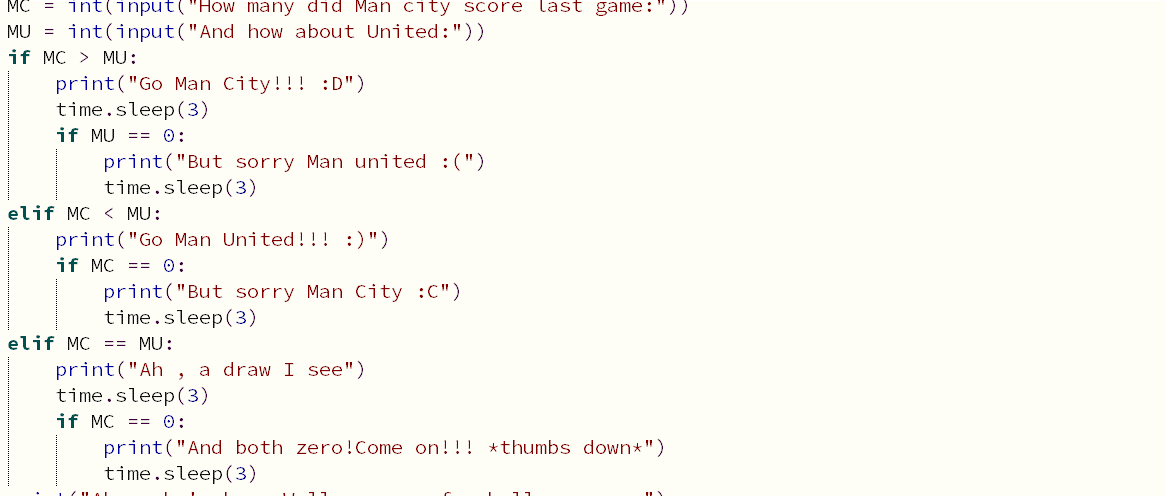 MC = int(input("How many did Man city score last game:"))
MU = int(input("And how about United:"))
if MC > MU:
    print("Go Man City!!! :D")
    time.sleep(3)
    if MU == 0:
        print("But sorry Man united :(")
        time.sleep(3)
elif MC < MU:
    print("Go Man United!!! :)")
    if MC == 0:
        print("But sorry Man City :C")
        time.sleep(3)
elif MC == MU:
    print("Ah , a draw I see")
    time.sleep(3)
    if MC == 0:
        print("And both zero!Come on!!! *thumbs down*")
        time.sleep(3)